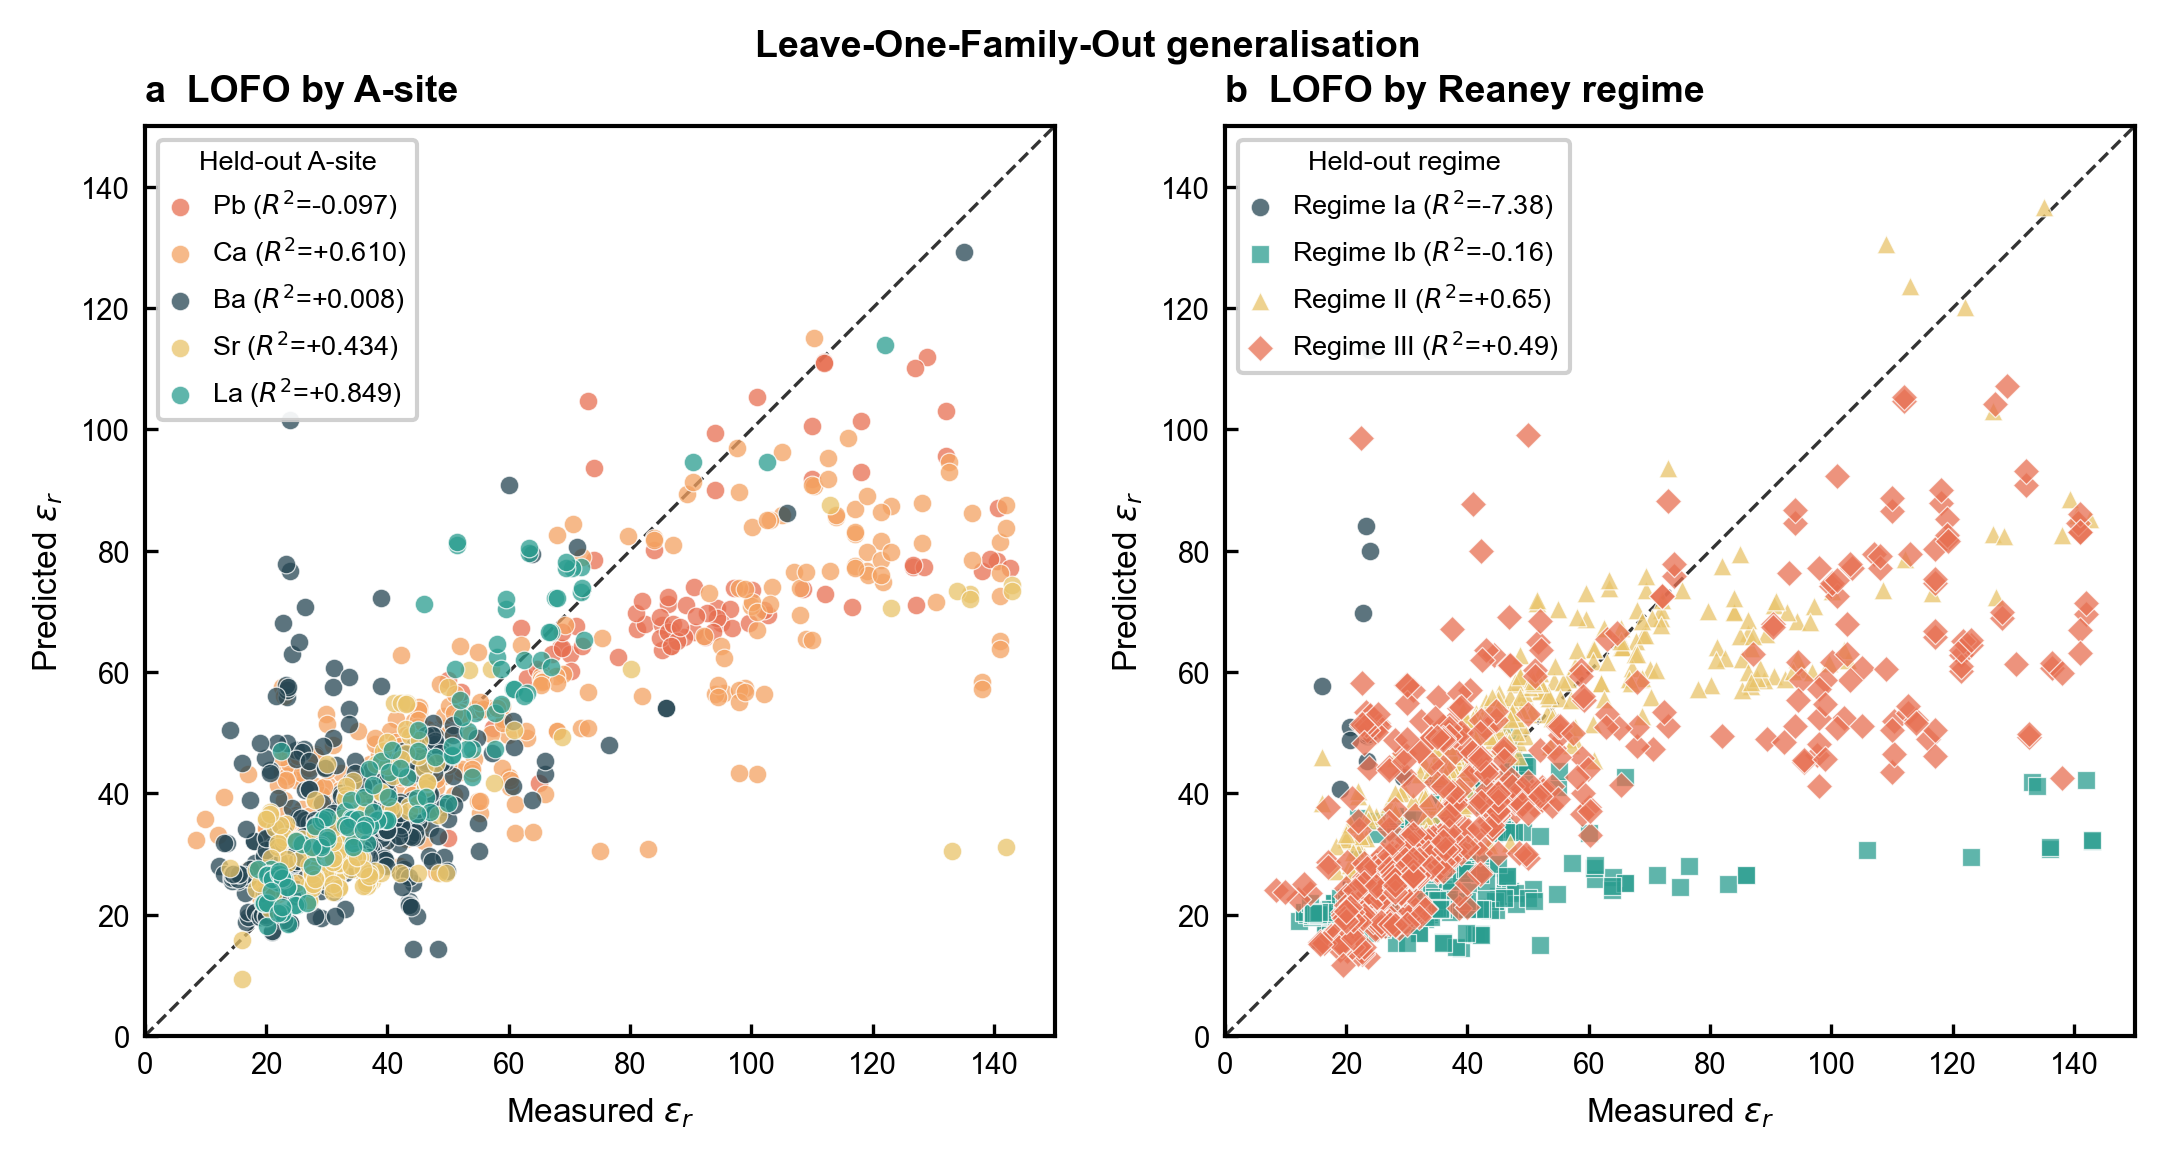 Leave-One-Family-Out generalisation
a LOFO by A-site
Held-out A-site
Pb (R²=-0.097)
Ca (R²=+0.610)
Ba (R²=+0.008)
Sr (R²=+0.434)
La (R²=+0.849)
140
120
100
80
60
40
20
0
0 20 40 60 80 100 120 140
Predicted εr
Measured εr
b LOFO by Reaney regime
Held-out regime
Regime Ia (R²=-7.38)
Regime Ib (R²=-0.16)
Regime II (R²=+0.65)
Regime III (R²=+0.49)
140
120
100
80
60
40
20
0
0 20 40 60 80 100 120 140
Predicted εr
Measured εr